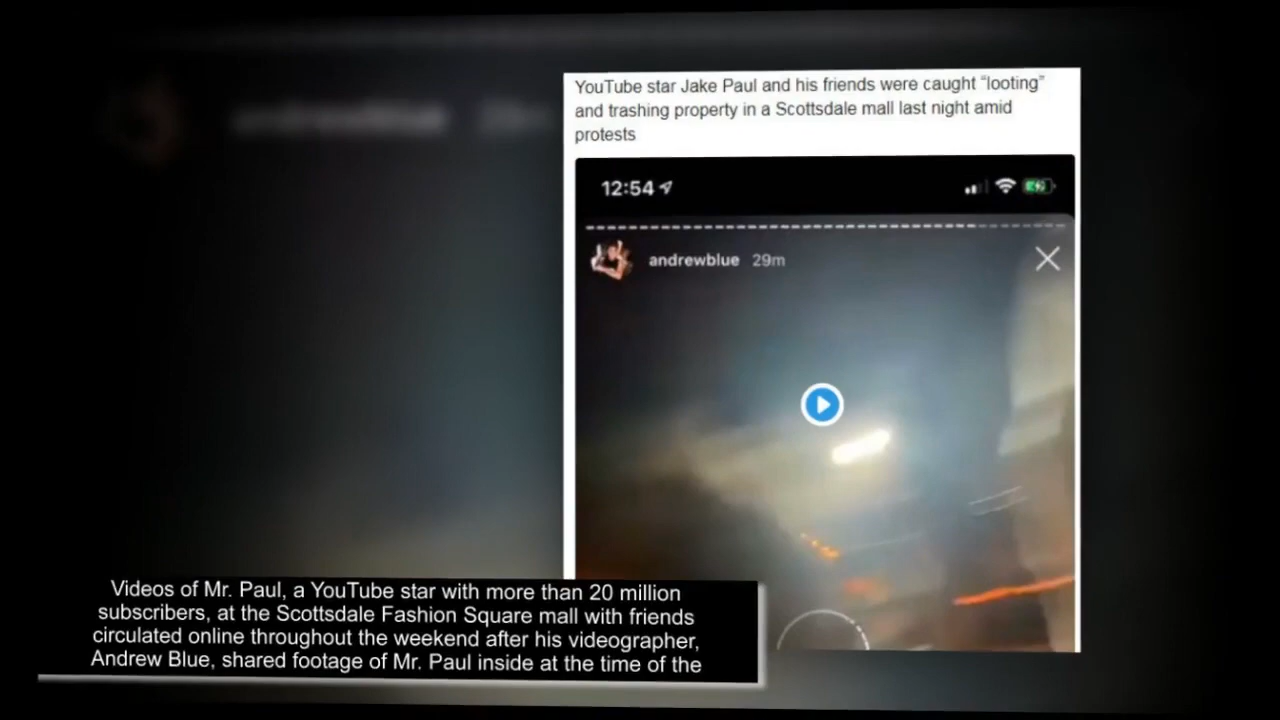 YouTube star Jake Paul and his friends were caught “looting”
and trashing property in a Scottsdale mall last night amid
protests
12:54
andrewblue 29m
Videos of Mr. Paul, a YouTube star with more than 20 million
subscribers, at the Scottsdale Fashion Square mall with friends
circulated online throughout the weekend after his videographer,
Andrew Blue, shared footage of Mr. Paul inside at the time of the